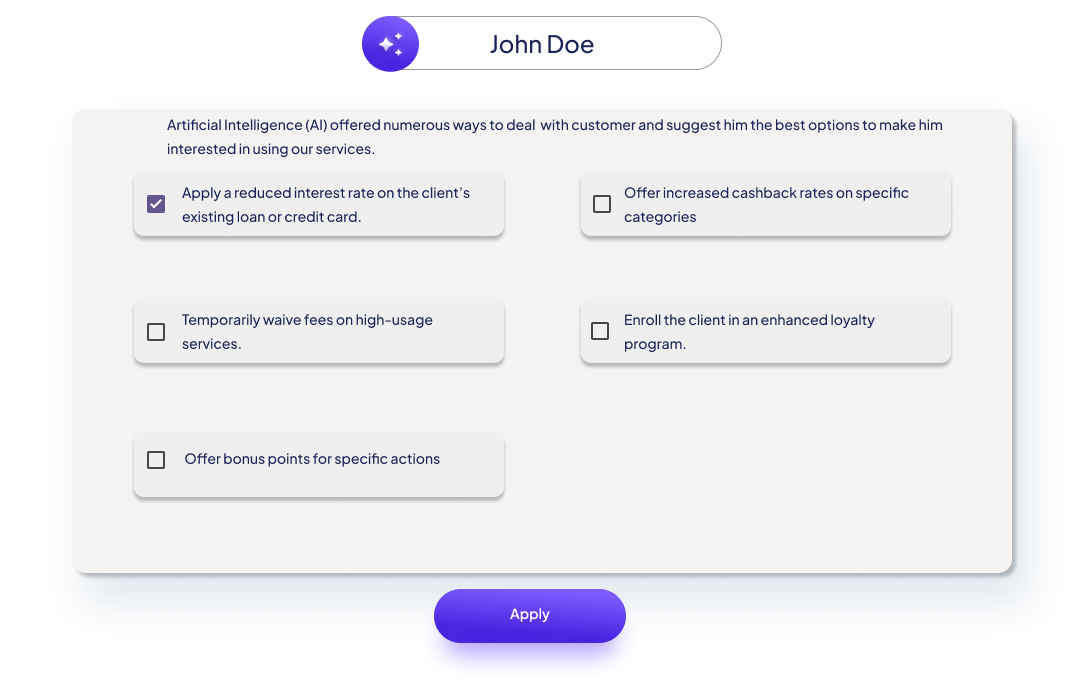 John Doe
Artificial Intelligence (AI) offered numerous ways to deal with customer and suggest him the best options to make him
interested in using our services.
Apply a reduced interest rate on the client's
existing loan or credit card.
Offer increased cashback rates on specific
categories
Temporarily waive fees on high-usage
services.
Enroll the client in an enhanced loyalty
program.
Offer bonus points for specific actions
Apply